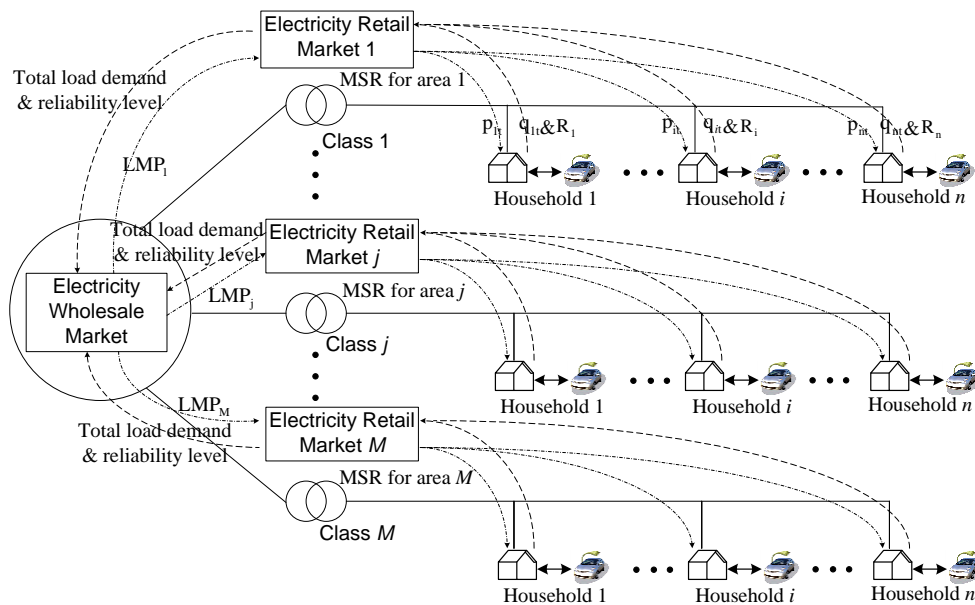 Electricity Retail
Market 1
Total load demand
& reliability level
MSR for area 1
Class 1
LMP1
p1t
q1t&R1
pit
qit&Ri
pnt
qnt&Rn
Household 1
Household i
Household n
Total load demand
& reliability level
Electricity Retail
Market j
Electricity
Wholesale
Market
LMPj
MSR for area j
Class j
Household 1
Household i
Household n
LMPM
Total load demand
& reliability level
Electricity Retail
Market M
MSR for area M
Class M
Household 1
Household i
Household n